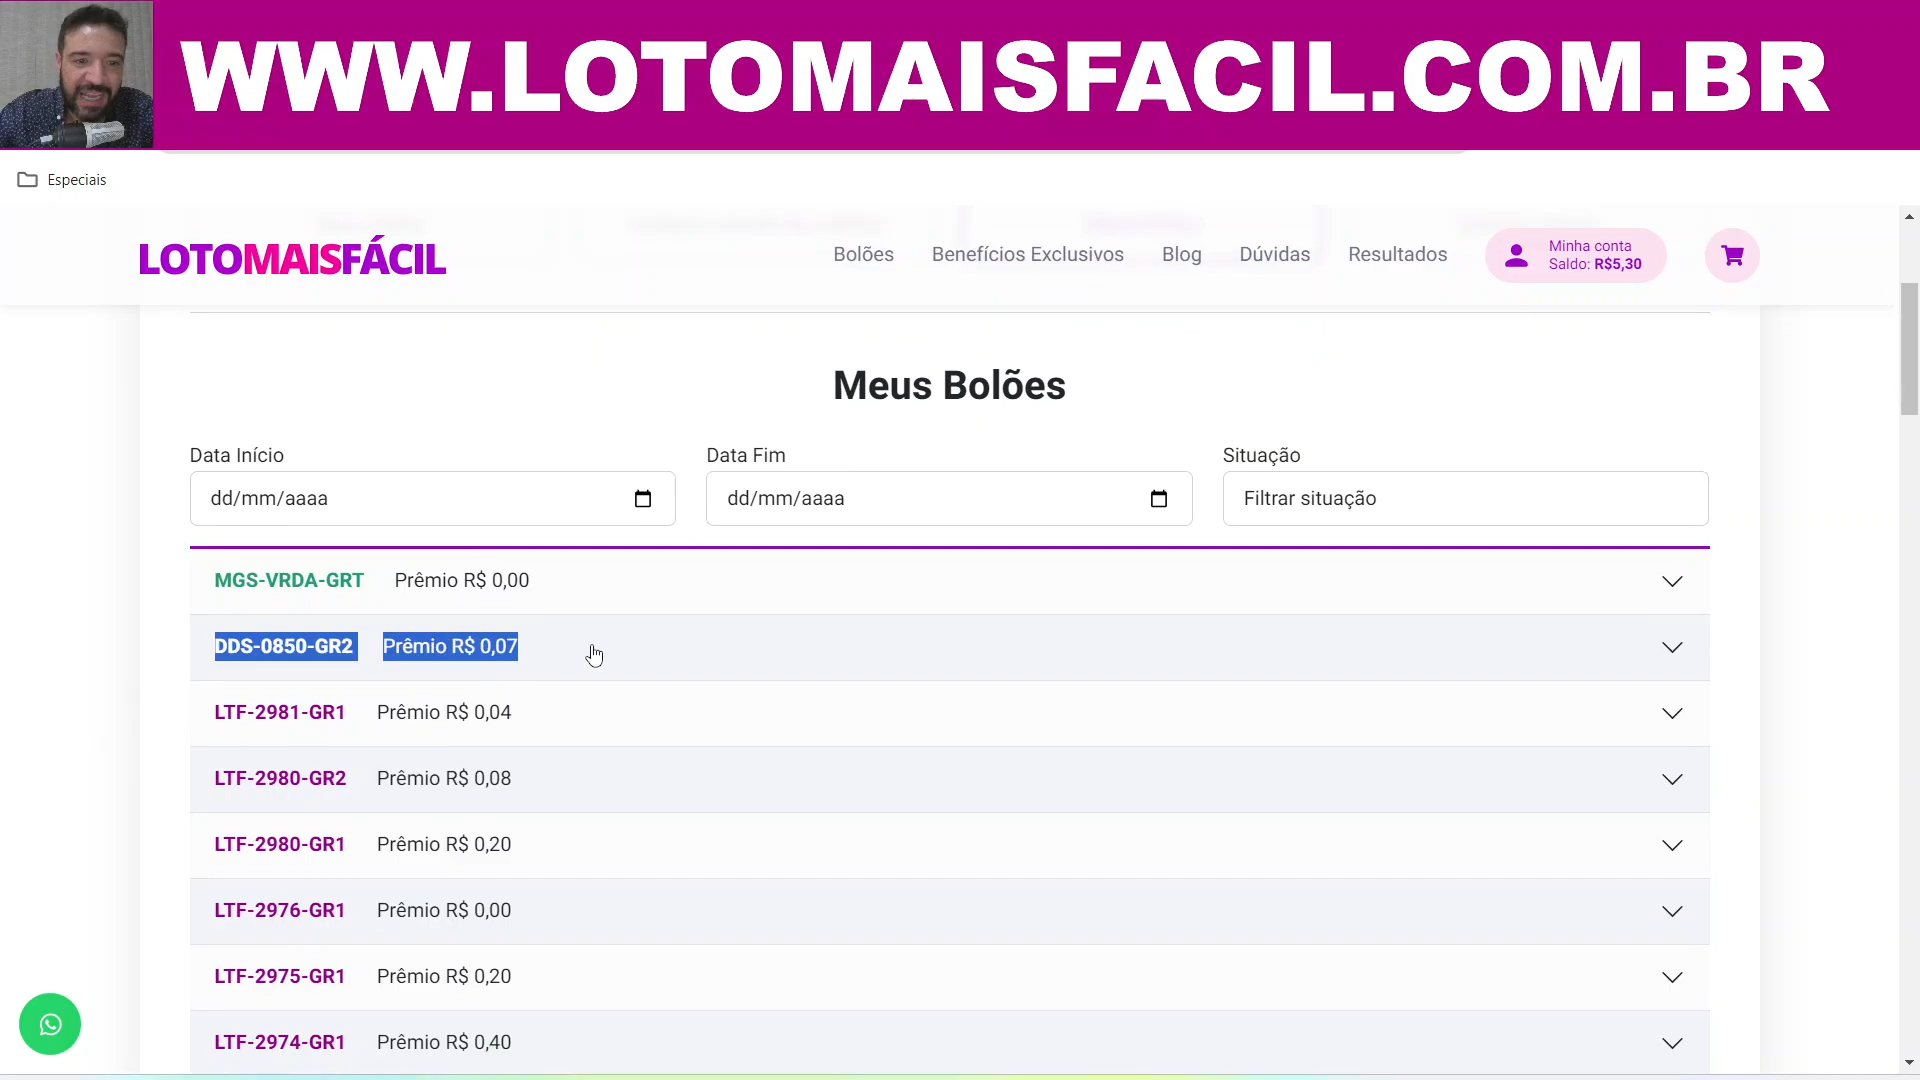 WWW.LOTOMAISFACIL.COM.BR
Especiais
LOTOMAISFÁCIL
Bolões
Benefícios Exclusivos
Blog
Dúvidas
Resultados
Minha conta
Saldo: R$5,30
Meus Bolões
Data Início
Data Fim
Situação
dd/mm/aaaa
dd/mm/aaaa
Filtrar situação
MGS-VRDA-GRT Prêmio R$ 0,00
DDS-0850-GR2 Prêmio R$ 0,07
LTF-2981-GR1 Prêmio R$ 0,04
LTF-2980-GR2 Prêmio R$ 0,08
LTF-2980-GR1 Prêmio R$ 0,20
LTF-2976-GR1 Prêmio R$ 0,00
LTF-2975-GR1 Prêmio R$ 0,20
LTF-2974-GR1 Prêmio R$ 0,40